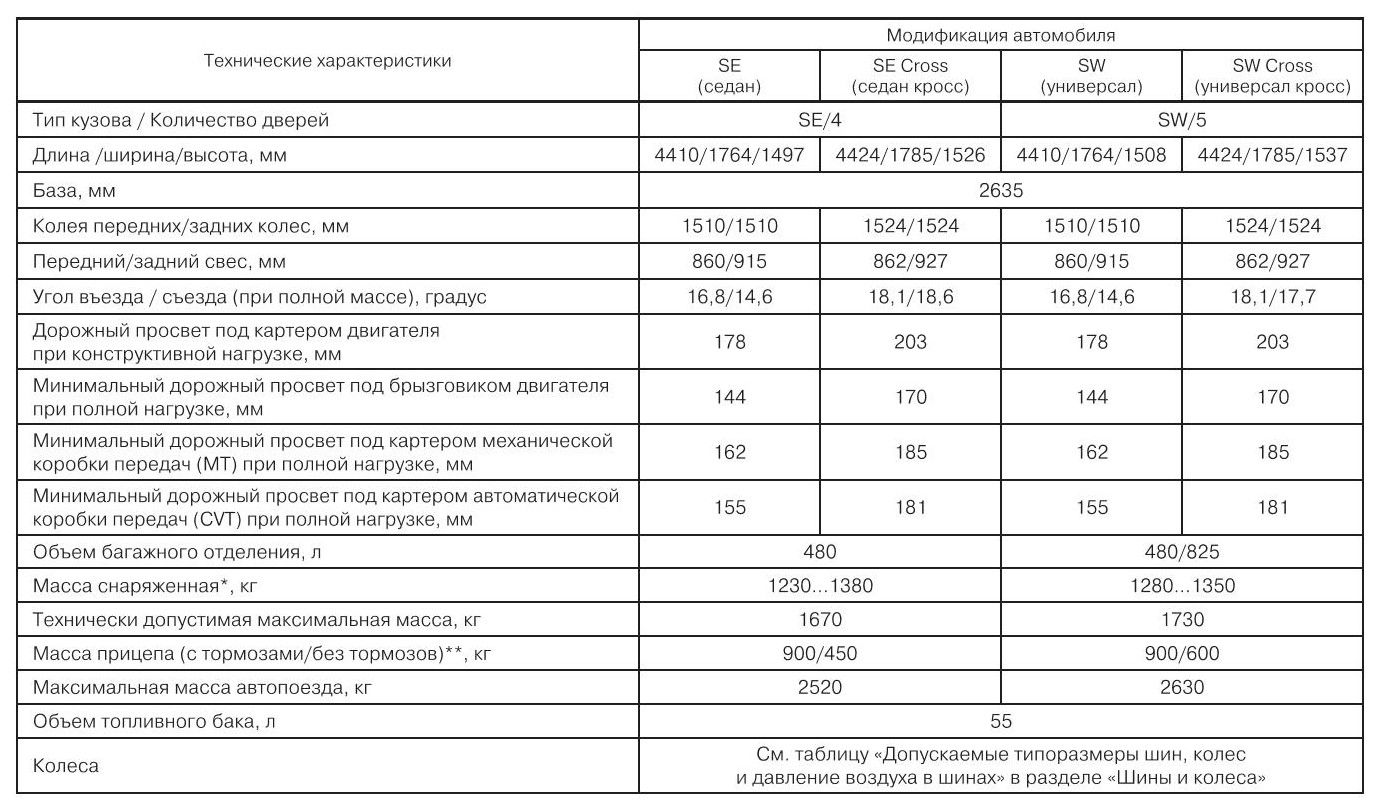 Технические характеристики
Модификация автомобиля
SE
(седан)
SE Cross
(седан кросс)
SW
(универсал)
SW Cross
(универсал кросс)
Тип кузова / Количество дверей
SE/4
SW/5
Длина /ширина/высота, мм
4410/1764/1497
4424/1785/1526
4410/1764/1508
4424/1785/1537
База, мм
2635
Колея передних/задних колес, мм
1510/1510
1524/1524
1510/1510
1524/1524
Передний/задний свес, мм
860/915
862/927
860/915
862/927
Угол въезда / съезда (при полной массе), градус
16,8/14,6
18,1/18,6
16,8/14,6
18,1/17,7
Дорожный просвет под картером двигателя
при конструктивной нагрузке, мм
178
203
178
203
Минимальный дорожный просвет под брызговиком двигателя
при полной нагрузке, мм
144
170
144
170
Минимальный дорожный просвет под картером механической
коробки передач (МТ) при полной нагрузке, мм
162
185
162
185
Минимальный дорожный просвет под картером автоматической
коробки передач (CVT) при полной нагрузке, мм
155
181
155
181
Объем багажного отделения, л
480
480/825
Масса снаряженная*, кг
1230...1380
1280...1350
Технически допустимая максимальная масса, кг
1670
1730
Масса прицепа (с тормозами/без тормозов)**, кг
900/450
900/600
Максимальная масса автопоезда, кг
2520
2630
Объем топливного бака, л
55
Колеса
См. таблицу «Допускаемые типоразмеры шин, колес
и давление воздуха в шинах» в разделе «Шины и колеса»